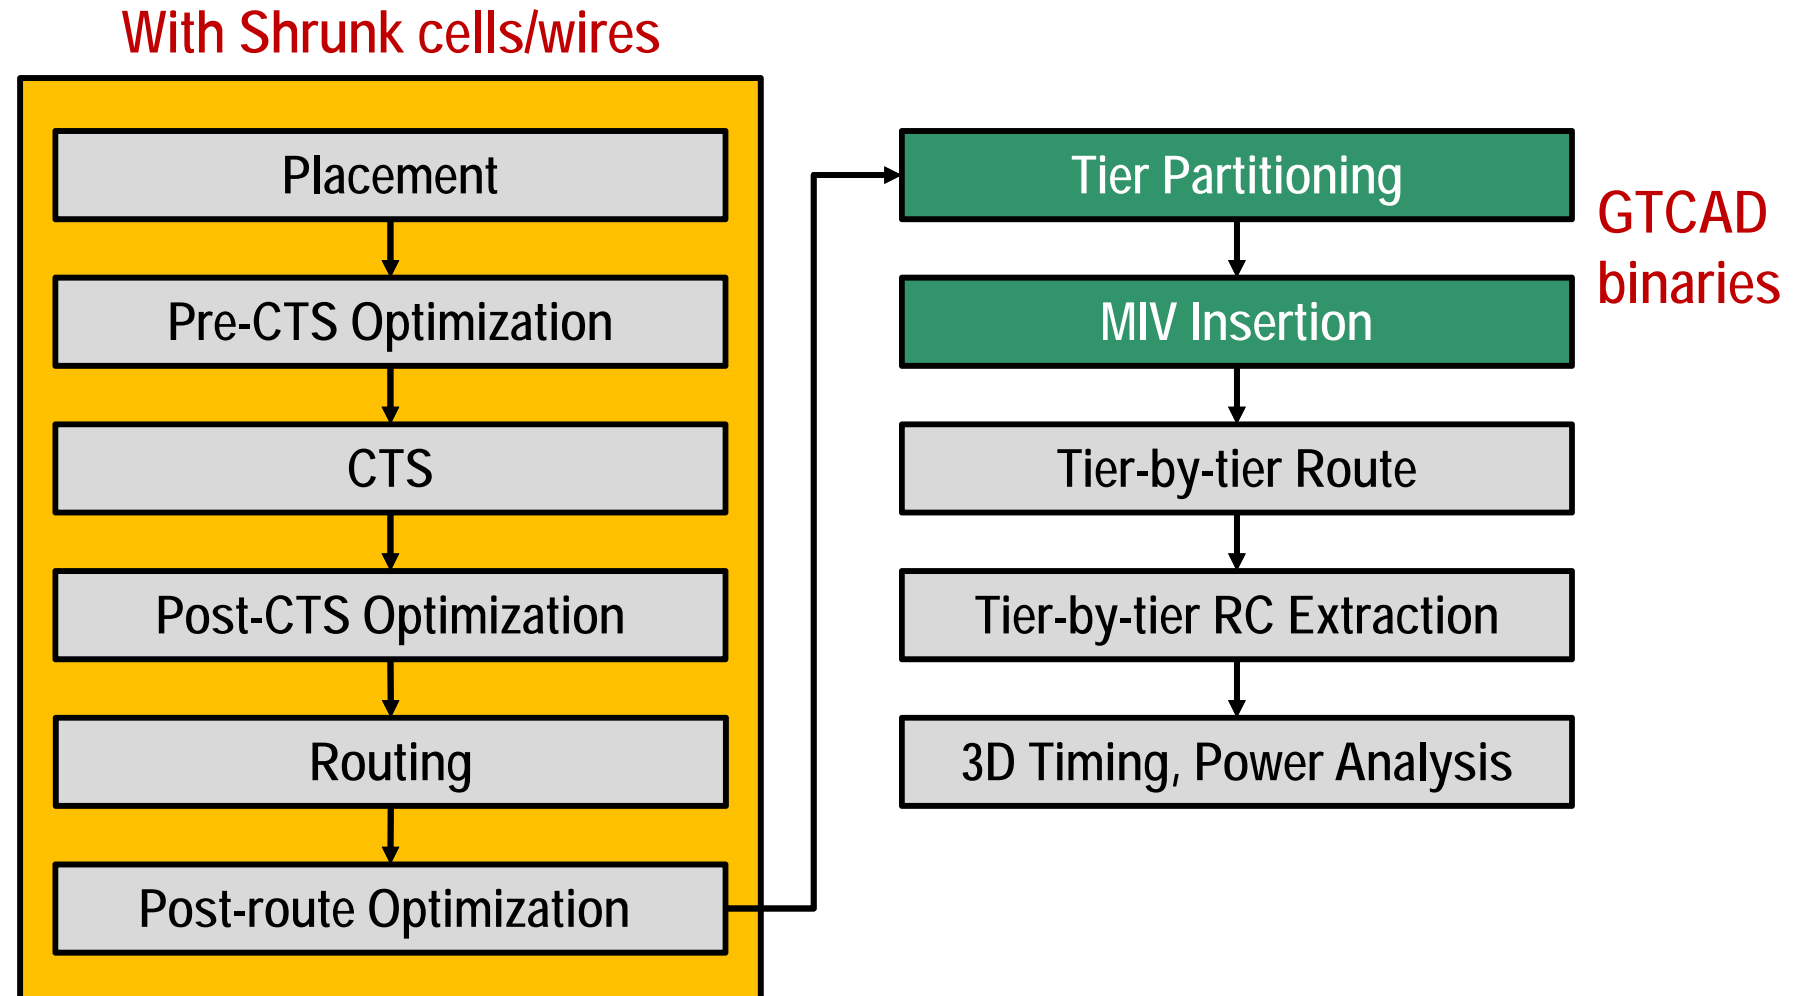 With Shrunk cells/wires
Placement
Pre-CTS Optimization
CTS
Post-CTS Optimization
Routing
Post-route Optimization
Tier Partitioning
MIV Insertion
Tier-by-tier Route
Tier-by-tier RC Extraction
3D Timing, Power Analysis
GTCAD
binaries